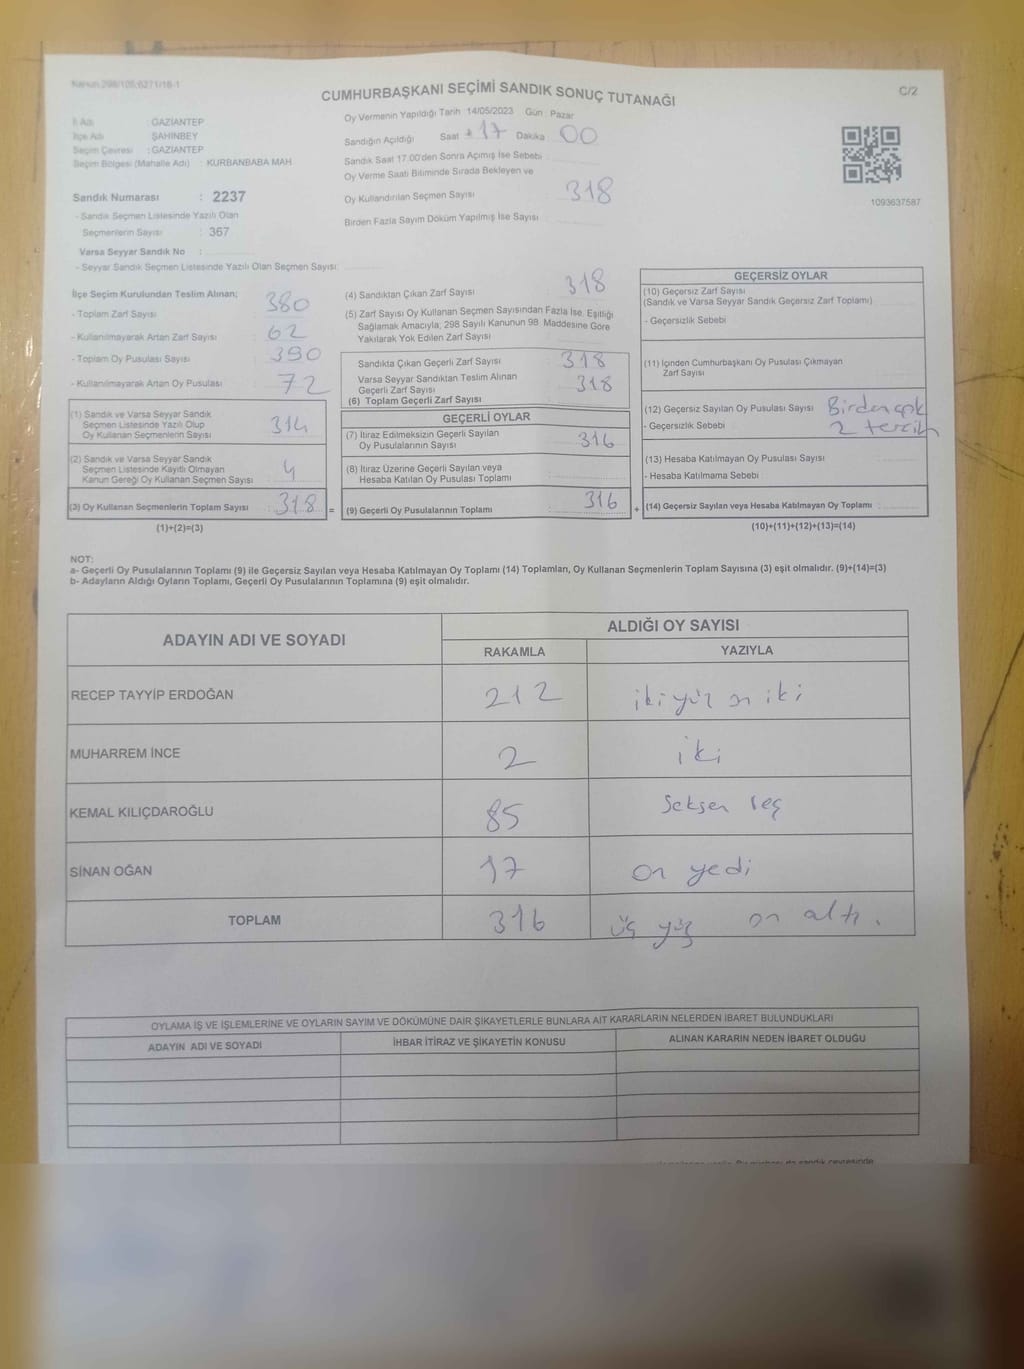 Kanun 298/105;6271/18-1
C/2
CUMHURBAŞKANI SEÇİMİ SANDIK SONUÇ TUTANAĞI
İl Adı : GAZİANTEP
İlçe Adı : ŞAHİNBEY
Seçim Çevresi : GAZİANTEP
Seçim Bölgesi (Mahalle Adı) : KURBANBABA MAH
Sandık Numarası : 2237
- Sandık Seçmen Listesinde Yazılı Olan
Seçmenlerin Sayısı : 367
Varsa Seyyar Sandık No :
- Seyyar Sandık Seçmen Listesinde Yazılı Olan Seçmen Sayısı:
Oy Vermenin Yapıldığı Tarih 14/05/2023 Gün : Pazar
Sandığın Açıldığı Saat : 17 Dakika 00
Sandık Saat 17.00'den Sonra Açımış İse Sebebi
Oy Verme Saati Bitiminde Sırada Bekleyen ve
Oy Kullandırılan Seçmen Sayısı 318
Birden Fazla Sayım Döküm Yapılmış İse Sayısı
1093637587
İlçe Seçim Kurulundan Teslim Alınan;
- Toplam Zarf Sayısı 380
- Kullanılmayarak Artan Zarf Sayısı 62
- Toplam Oy Pusulası Sayısı 390
- Kullanılmayarak Artan Oy Pusulası 72
(1) Sandık ve Varsa Seyyar Sandık
Seçmen Listesinde Yazılı Olup
Oy Kullanan Seçmenlerin Sayısı 314
(2) Sandık ve Varsa Seyyar Sandık
Seçmen Listesinde Kayıtlı Olmayan
Kanun Gereği Oy Kullanan Seçmen Sayısı 4
(3) Oy Kullanan Seçmenlerin Toplam Sayısı : 318 =
(1)+(2)=(3)
(4) Sandıktan Çıkan Zarf Sayısı 318
(5) Zarf Sayısı Oy Kullanan Seçmen Sayısından Fazla İse, Eşitliği
Sağlamak Amacıyla, 298 Sayılı Kanunun 98. Maddesine Göre
Yakılarak Yok Edilen Zarf Sayısı
Sandıkta Çıkan Geçerli Zarf Sayısı 318
Varsa Seyyar Sandıktan Teslim Alınan
Geçerli Zarf Sayısı 318
(6) Toplam Geçerli Zarf Sayısı
GEÇERLİ OYLAR
(7) İtiraz Edilmeksizin Geçerli Sayılan
Oy Pusulalarının Sayısı 316
(8) İtiraz Üzerine Geçerli Sayılan veya
Hesaba Katılan Oy Pusulası Toplamı
(9) Geçerli Oy Pusulalarının Toplamı 316 +
GEÇERSİZ OYLAR
(10) Geçersiz Zarf Sayısı
(Sandık ve Varsa Seyyar Sandık Geçersiz Zarf Toplamı)
- Geçersizlik Sebebi
(11) İçinden Cumhurbaşkanı Oy Pusulası Çıkmayan
Zarf Sayısı
(12) Geçersiz Sayılan Oy Pusulası Sayısı Birden çok
- Geçersizlik Sebebi 2 tercih
(13) Hesaba Katılmayan Oy Pusulası Sayısı
- Hesaba Katılmama Sebebi
(14) Geçersiz Sayılan veya Hesaba Katılmayan Oy Toplamı :
(10)+(11)+(12)+(13)=(14)
NOT:
a- Geçerli Oy Pusulalarının Toplamı (9) ile Geçersiz Sayılan veya Hesaba Katılmayan Oy Toplamı (14) Toplamları, Oy Kullanan Seçmenlerin Toplam Sayısına (3) eşit olmalıdır. (9)+(14)=(3)
b- Adayların Aldığı Oyların Toplamı, Geçerli Oy Pusulalarının Toplamına (9) eşit olmalıdır.
ADAYIN ADI VE SOYADI ALDIĞI OY SAYISI
RAKAMLA YAZIYLA
RECEP TAYYİP ERDOĞAN 212 iki yüz on iki
MUHARREM İNCE 2 iki
KEMAL KILIÇDAROĞLU 85 Seksen beş
SİNAN OĞAN 17 on yedi
TOPLAM 316 üç yüz on altı.
OYLAMA İŞ VE İŞLEMLERİNE VE OYLARIN SAYIM VE DÖKÜMÜNE DAİR ŞİKAYETLERLE BUNLARA AİT KARARLARIN NELERDEN İBARET BULUNDUKLARI
ADAYIN ADI VE SOYADI İHBAR İTİRAZ VE ŞİKAYETİN KONUSU ALINAN KARARIN NEDEN İBARET OLDUĞU